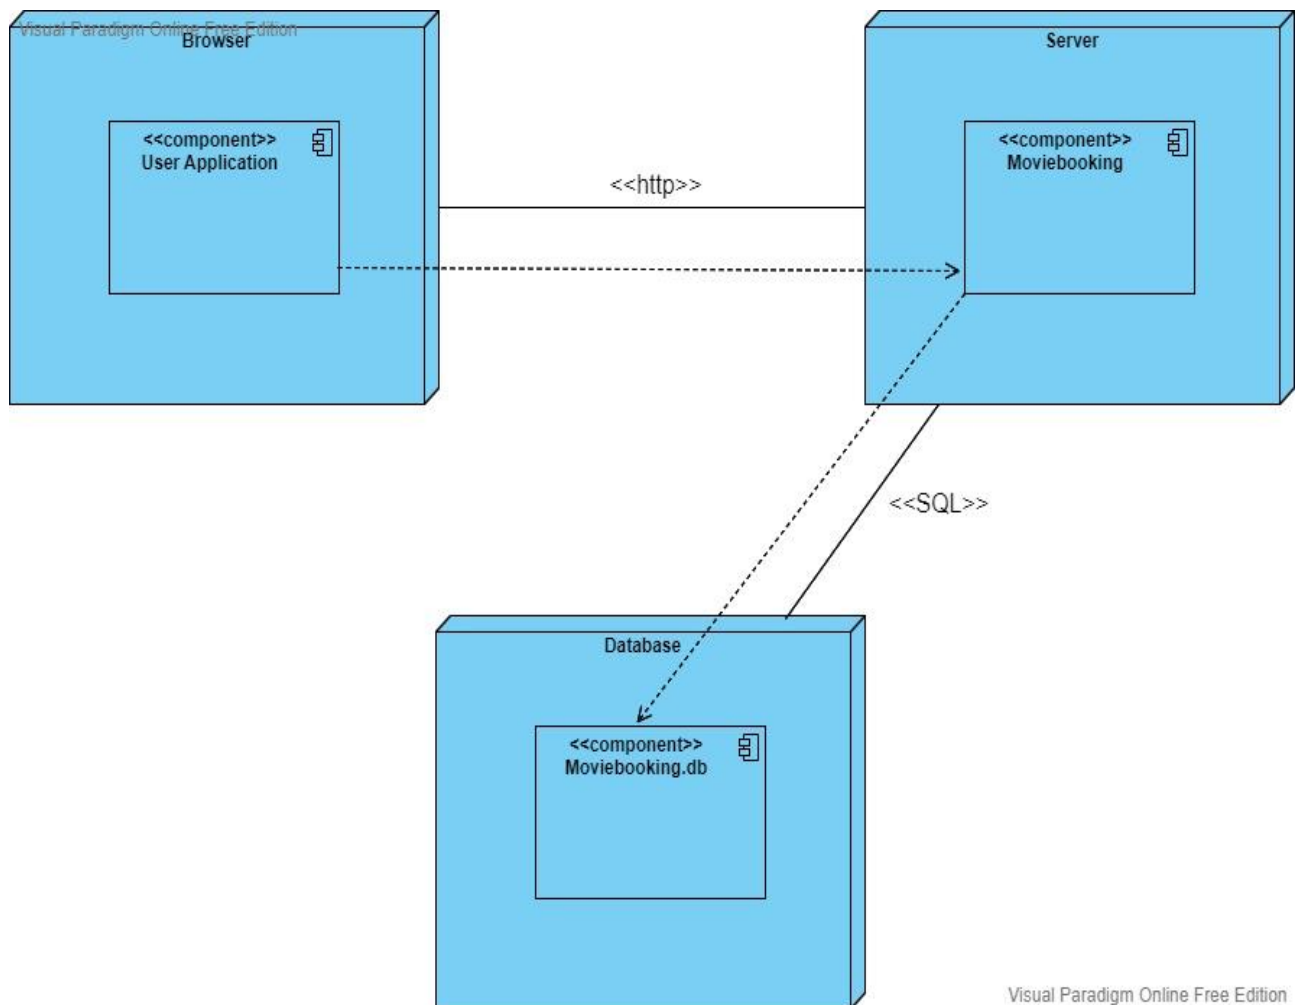 Visual Paradigm Online Free Edition
Browser
Server
<<component>>
User Application
<<component>>
Moviebooking
<<http>>
<<SQL>>
Database
<<component>>
Moviebooking.db
Visual Paradigm Online Free Edition